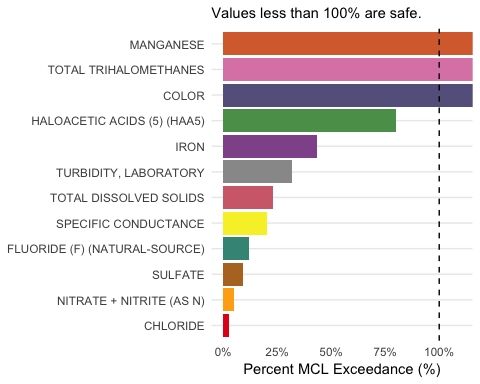 Values less than 100% are safe.
MANGANESE
TOTAL TRIHALOMETHANES
COLOR
HALOACETIC ACIDS (5) (HAA5)
IRON
TURBIDITY, LABORATORY
TOTAL DISSOLVED SOLIDS
SPECIFIC CONDUCTANCE
FLUORIDE (F) (NATURAL-SOURCE)
SULFATE
NITRATE + NITRITE (AS N)
CHLORIDE
0% 25% 50% 75% 100%
Percent MCL Exceedance (%)